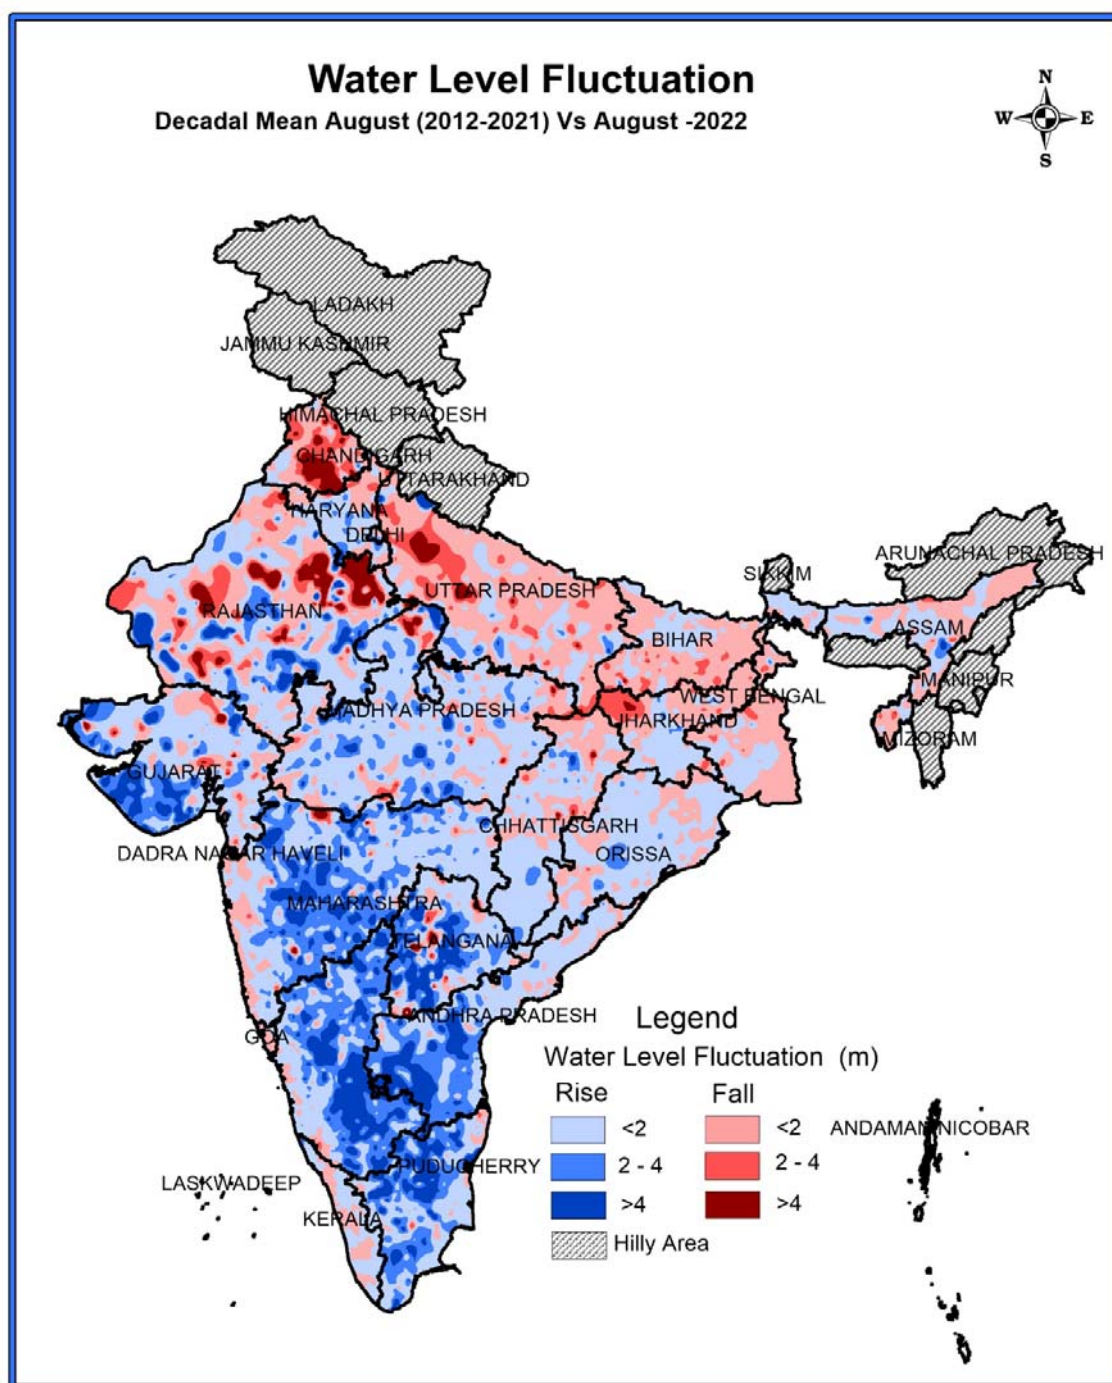 Water Level Fluctuation
Decadal Mean August (2012-2021) Vs August -2022
N
W E
S
LADAKH
JAMMU KASHMIR
HIMACHAL PRADESH
CHANDIGARH
UTTARAKHAND
HARYANA
DELHI
ARUNACHAL PRADESH
SIKKIM
UTTAR PRADESH
RAJASTHAN
ASSAM
BIHAR
MANIPUR
WEST BENGAL
MADHYA PRADESH
JHARKHAND
MIZORAM
GUJARAT
CHHATTISGARH
DADRA NAGAR HAVELI
ORISSA
MAHARASHTRA
TELANGANA
ANDHRA PRADESH
GOA
Legend
Water Level Fluctuation (m)
Rise Fall
<2 <2
2 - 4 2 - 4
>4 >4
Hilly Area
ANDAMAN NICOBAR
PUDUCHERRY
LASKWADEEP
KERALA